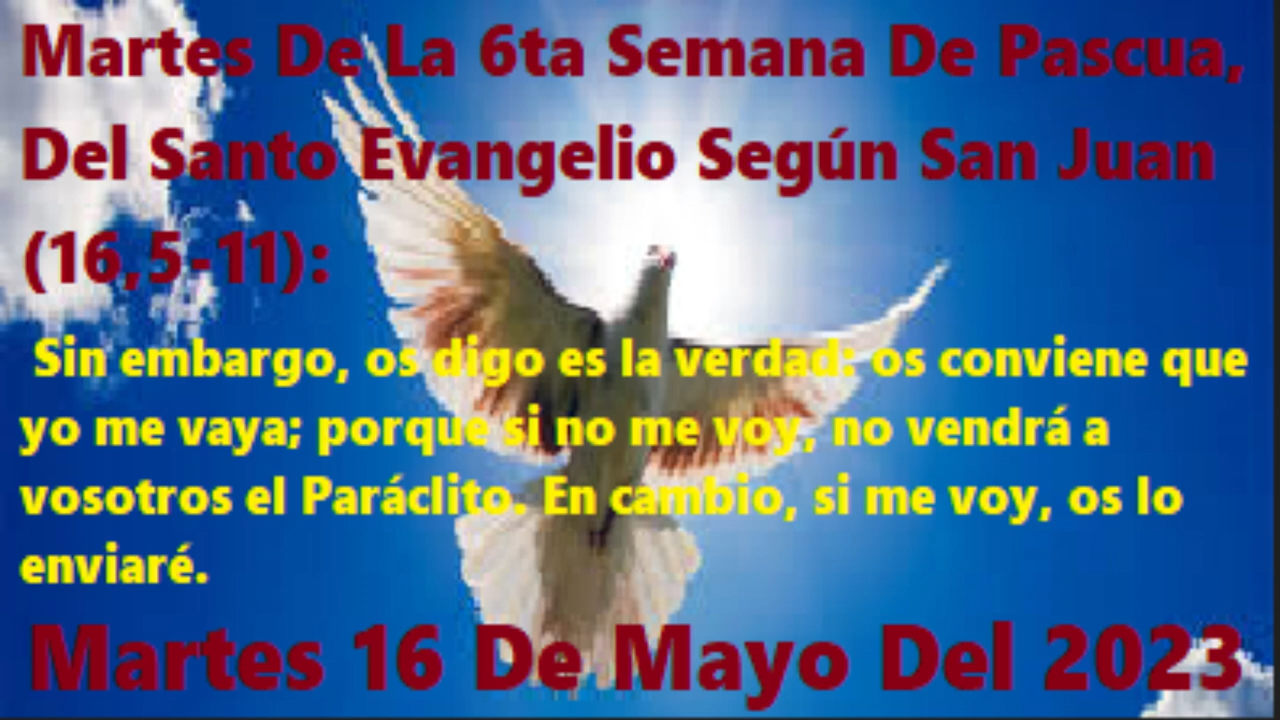 Martes De La 6ta Semana De Pascua,
Del Santo Evangelio Según San Juan
(16,5-11):
Sin embargo, os digo es la verdad: os conviene que
yo me vaya; porque si no me voy, no vendrá a
vosotros el Paráclito. En cambio, si me voy, os lo
enviaré.
Martes 16 De Mayo Del 2023